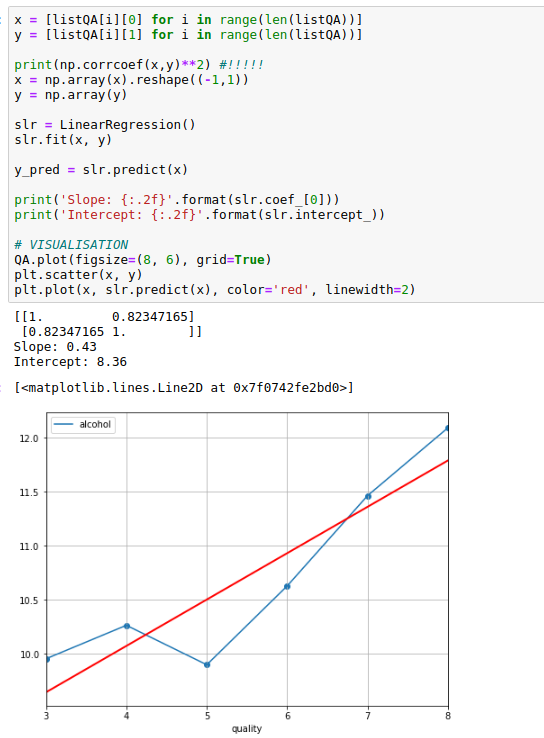 x = [listQA[i][0] for i in range(len(listQA))]
y = [listQA[i][1] for i in range(len(listQA))]
print(np.corrcoef(x,y)**2) #!!!!!
x = np.array(x).reshape((-1,1))
y = np.array(y)
slr = LinearRegression()
slr.fit(x, y)
y_pred = slr.predict(x)
print('Slope: {:.2f}'.format(slr.coef_[0]))
print('Intercept: {:.2f}'.format(slr.intercept_))
# VISUALISATION
QA.plot(figsize=(8, 6), grid=True)
plt.scatter(x, y)
plt.plot(x, slr.predict(x), color='red', linewidth=2)
[[1.         0.82347165]
 [0.82347165 1.        ]]
Slope: 0.43
Intercept: 8.36
[<matplotlib.lines.Line2D at 0x7f0742fe2bd0>]
alcohol
12.0
11.5
11.0
10.5
10.0
3 4 5 6 7 8
quality